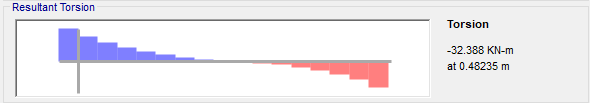 Resultant Torsion
Torsion
-32.388 KN-m
at 0.48235 m